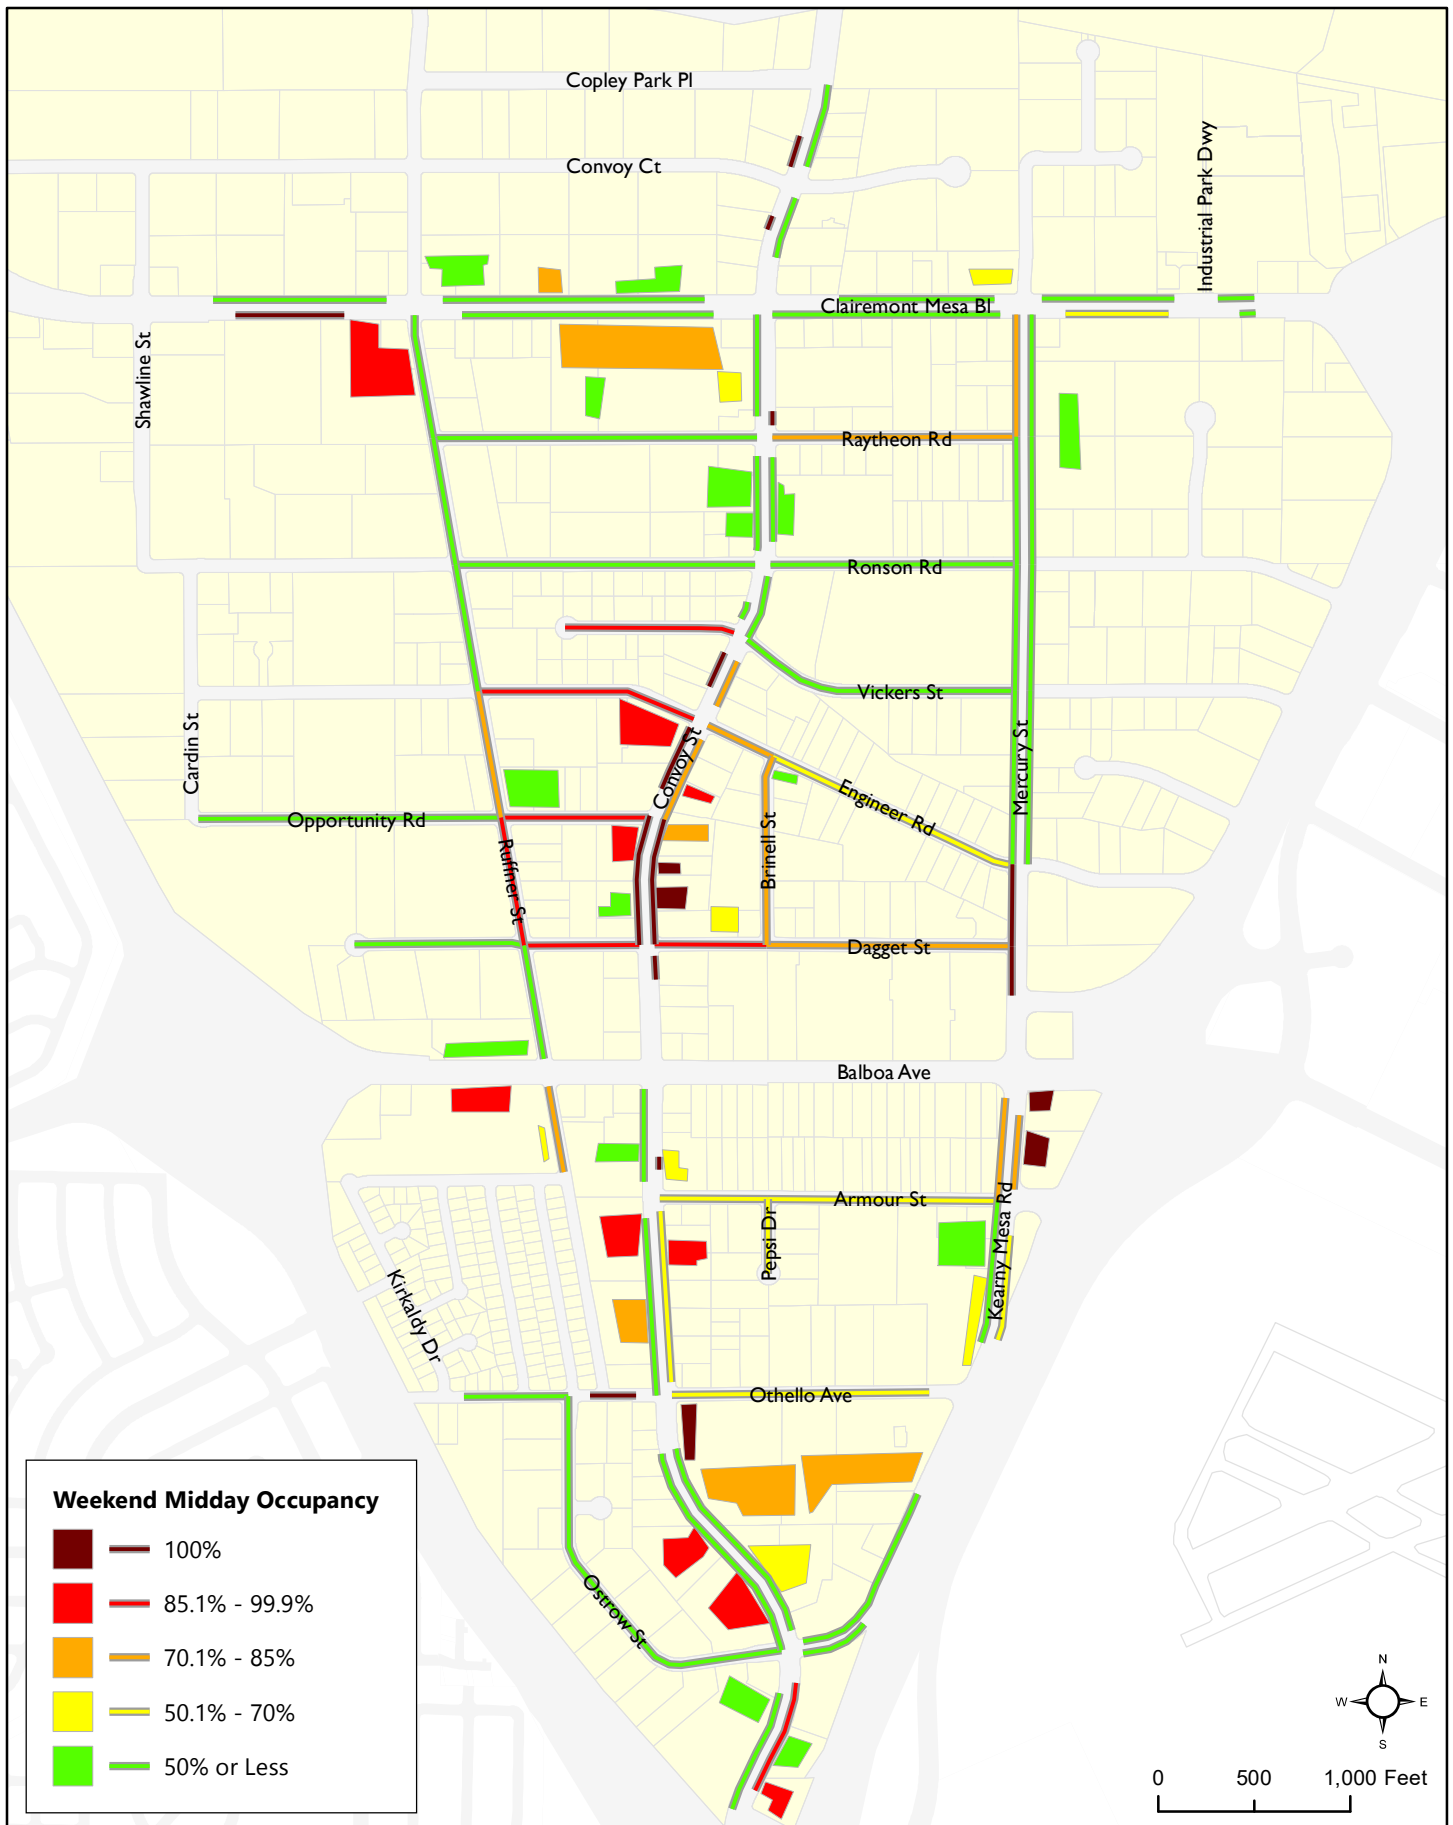 Copley Park Pl
Convoy Ct
Industrial Park Dwy
Clairemont Mesa Bl
Shawline St
Raytheon Rd
Ronson Rd
Vickers St
Cardin St
Convoy St
Mercury St
Engineer Rd
Opportunity Rd
Ruffner St
Brinell St
Dagget St
Balboa Ave
Armour St
Pepsi Dr
Kearny Mesa Rd
Kirkaldy Dr
Othello Ave
Ostrow St
Weekend Midday Occupancy
100%
85.1% - 99.9%
70.1% - 85%
50.1% - 70%
50% or Less
N
W E
S
0 500 1,000 Feet